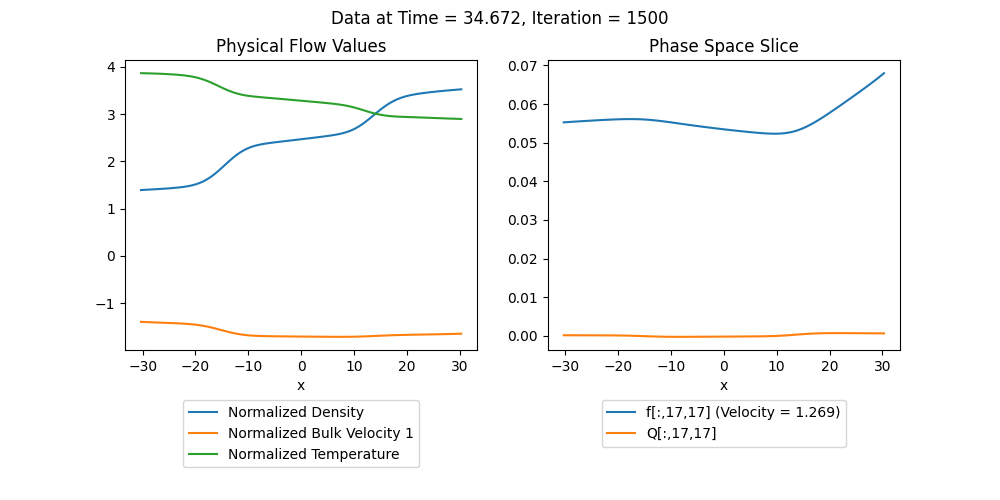 Data at Time = 34.672, Iteration = 1500
Physical Flow Values
4
3
2
1
0
−1
−30
−20
−10
0
10
20
30
x
Normalized Density
Normalized Bulk Velocity 1
Normalized Temperature
Phase Space Slice
0.07
0.06
0.05
0.04
0.03
0.02
0.01
0.00
−30
−20
−10
0
10
20
30
x
f[:,17,17] (Velocity = 1.269)
Q[:,17,17]